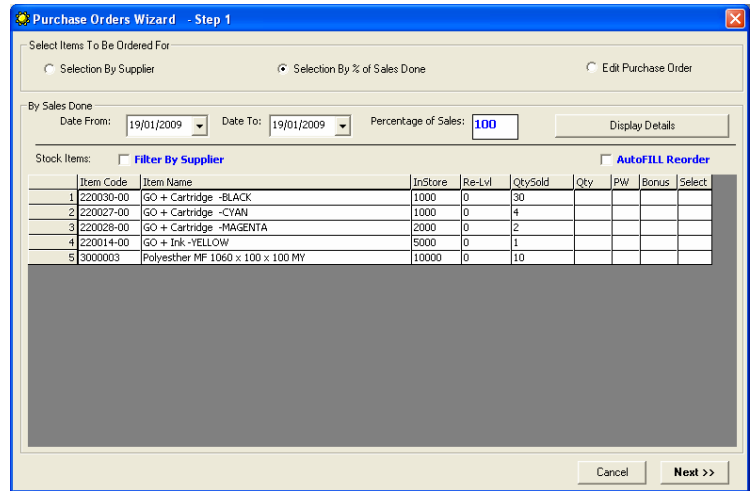 Purchase Orders Wizard - Step 1
Select Items To Be Ordered For
Selection By Supplier Selection By % of Sales Done Edit Purchase Order
By Sales Done
Date From: 19/01/2009 Date To: 19/01/2009 Percentage of Sales: 100 Display Details
Stock Items: Filter By Supplier AutoFILL Reorder
Item Code Item Name InStore Re-Lvl QtySold Qty PW Bonus Select
1 220030-00 GO + Cartridge -BLACK 1000 0 30
2 220027-00 GO + Cartridge -CYAN 1000 0 4
3 220028-00 GO + Cartridge -MAGENTA 2000 0 2
4 220014-00 GO + Ink -YELLOW 5000 0 1
5 3000003 Polyesther MF 1060 x 100 x 100 MY 10000 0 10
Cancel Next >>